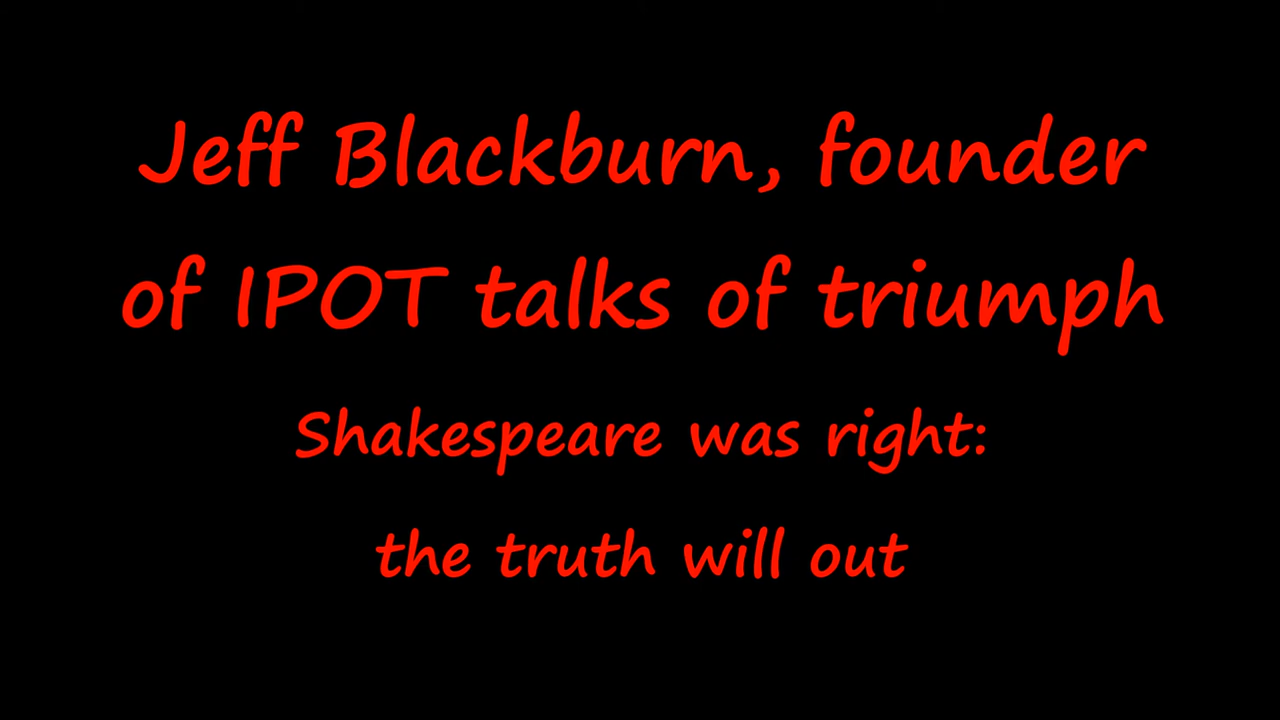 Jeff Blackburn, founder
of IPOT talks of triumph
Shakespeare was right:
the truth will out